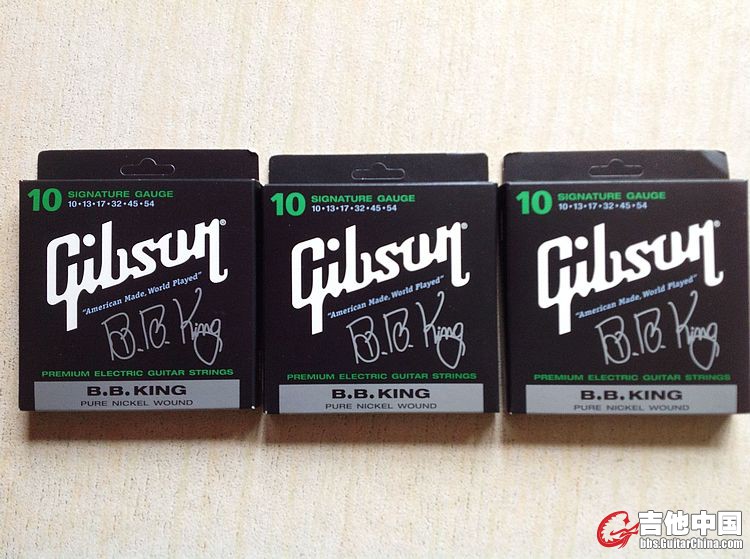 10 SIGNATURE GAUGE
10•13•17•32•45•54
Gibson®
"American Made, World Played"
B.B. King
PREMIUM ELECTRIC GUITAR STRINGS
B.B.KING
PURE NICKEL WOUND
10 SIGNATURE GAUGE
10•13•17•32•45•54
Gibson®
"American Made, World Played"
B.B. King
PREMIUM ELECTRIC GUITAR STRINGS
B.B.KING
PURE NICKEL WOUND
10 SIGNATURE GAUGE
10•13•17•32•45•54
Gibson®
"American Made, World Played"
B.B. King
PREMIUM ELECTRIC GUITAR STRINGS
B.B.KING
PURE NICKEL WOUND
吉他中国
bbs.GuitarChina.com